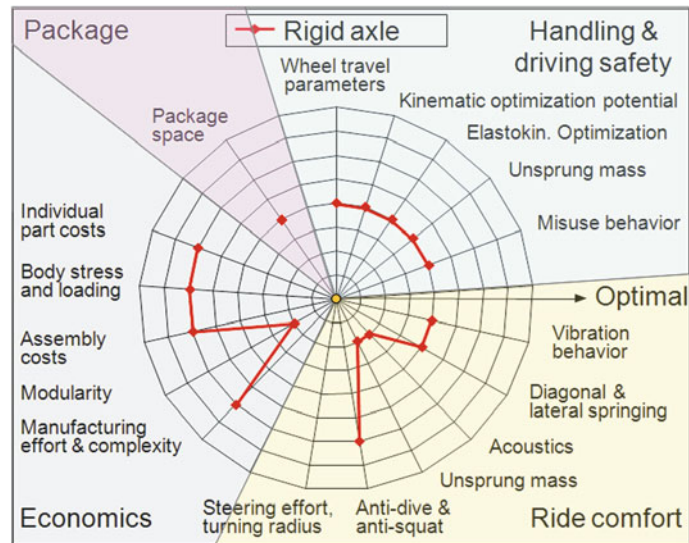 Package
Rigid axle
Handling &
driving safety
Wheel travel
parameters
Kinematic optimization potential
Elastokin. Optimization
Unsprung mass
Misuse behavior
Package
space
Individual
part costs
Body stress
and loading
Assembly
costs
Modularity
Manufacturing
effort & complexity
Economics
Optimal
Vibration
behavior
Diagonal &
lateral springing
Acoustics
Unsprung mass
Anti-dive &
anti-squat
Steering effort,
turning radius
Ride comfort